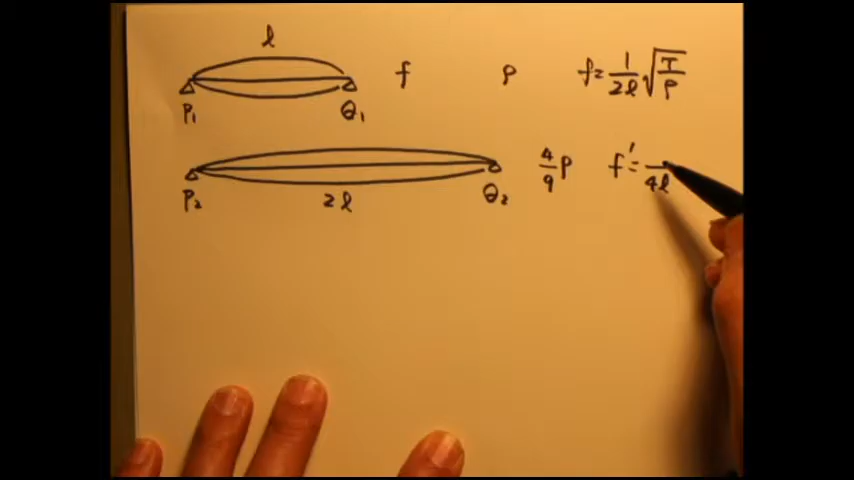 l
f ρ f = 1/2l √T/ρ
P₁ Q₁
4/9 ρ f' = /4l
P₂ 2l Q₂